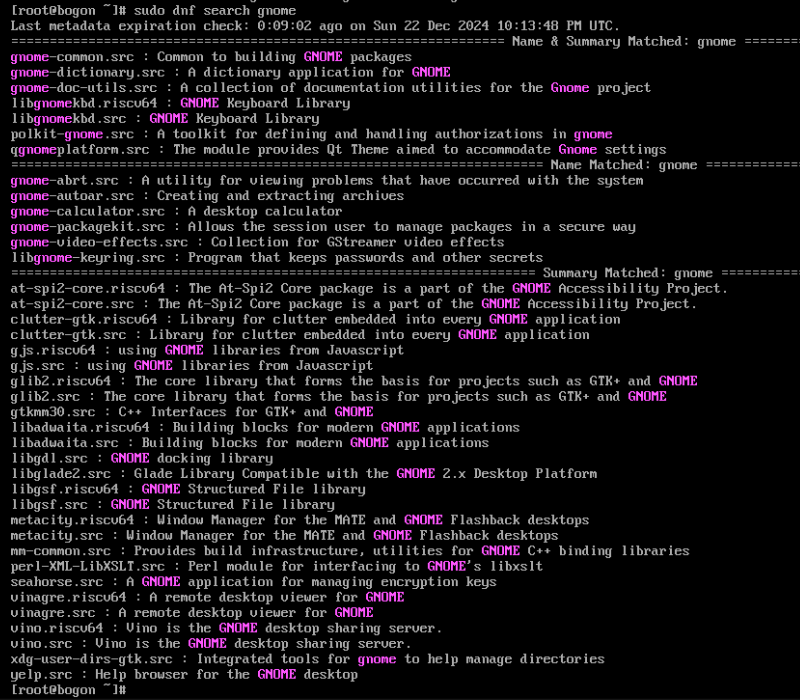 [root@bogon ~]# sudo dnf search gnome
Last metadata expiration check: 0:09:02 ago on Sun 22 Dec 2024 10:13:48 PM UTC.
=============================================================== Name & Summary Matched: gnome =======
gnome-common.src : Common to building GNOME packages
gnome-dictionary.src : A dictionary application for GNOME
gnome-doc-utils.src : A collection of documentation utilities for the Gnome project
libgnomekbd.riscv64 : GNOME Keyboard Library
libgnomekbd.src : GNOME Keyboard Library
polkit-gnome.src : A toolkit for defining and handling authorizations in gnome
qgnomeplatform.src : The module provides Qt Theme aimed to accommodate Gnome settings
==================================================================== Name Matched: gnome ============
gnome-abrt.src : A utility for viewing problems that have occurred with the system
gnome-autoar.src : Creating and extracting archives
gnome-calculator.src : A desktop calculator
gnome-packagekit.src : Allows the session user to manage packages in a secure way
gnome-video-effects.src : Collection for GStreamer video effects
libgnome-keyring.src : Program that keeps passwords and other secrets
=================================================================== Summary Matched: gnome ==========
at-spi2-core.riscv64 : The At-Spi2 Core package is a part of the GNOME Accessibility Project.
at-spi2-core.src : The At-Spi2 Core package is a part of the GNOME Accessibility Project.
clutter-gtk.riscv64 : Library for clutter embedded into every GNOME application
clutter-gtk.src : Library for clutter embedded into every GNOME application
gjs.riscv64 : using GNOME libraries from Javascript
gjs.src : using GNOME libraries from Javascript
glib2.riscv64 : The core library that forms the basis for projects such as GTK+ and GNOME
glib2.src : The core library that forms the basis for projects such as GTK+ and GNOME
gtkmm30.src : C++ Interfaces for GTK+ and GNOME
libadwaita.riscv64 : Building blocks for modern GNOME applications
libadwaita.src : Building blocks for modern GNOME applications
libgdl.src : GNOME docking library
libglade2.src : Glade Library Compatible with the GNOME 2.x Desktop Platform
libgsf.riscv64 : GNOME Structured File library
libgsf.src : GNOME Structured File library
metacity.riscv64 : Window Manager for the MATE and GNOME Flashback desktops
metacity.src : Window Manager for the MATE and GNOME Flashback desktops
mm-common.src : Provides build infrastructure, utilities for GNOME C++ binding libraries
perl-XML-LibXSLT.src : Perl module for interfacing to GNOME's libxslt
seahorse.src : A GNOME application for managing encryption keys
vinagre.riscv64 : A remote desktop viewer for GNOME
vinagre.src : A remote desktop viewer for GNOME
vino.riscv64 : Vino is the GNOME desktop sharing server.
vino.src : Vino is the GNOME desktop sharing server.
xdg-user-dirs-gtk.src : Integrated tools for gnome to help manage directories
yelp.src : Help browser for the GNOME desktop
[root@bogon ~]#